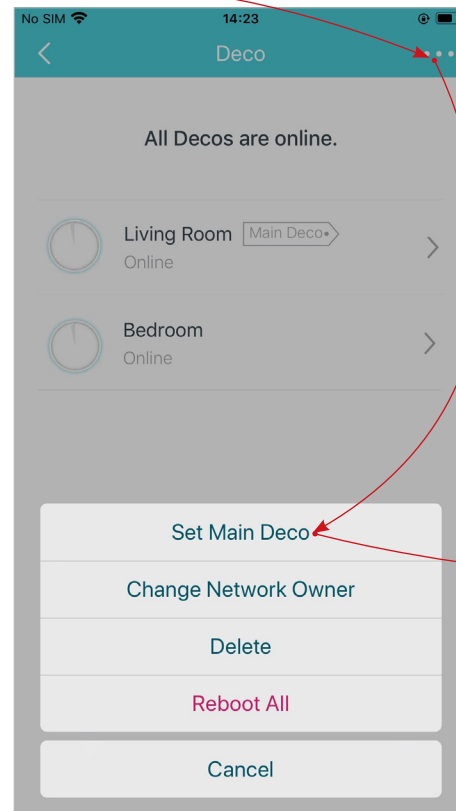 No SIM 14:23
Deco
All Decos are online.
Living Room Main Deco
Online
Bedroom
Online
Set Main Deco
Change Network Owner
Delete
Reboot All
Cancel